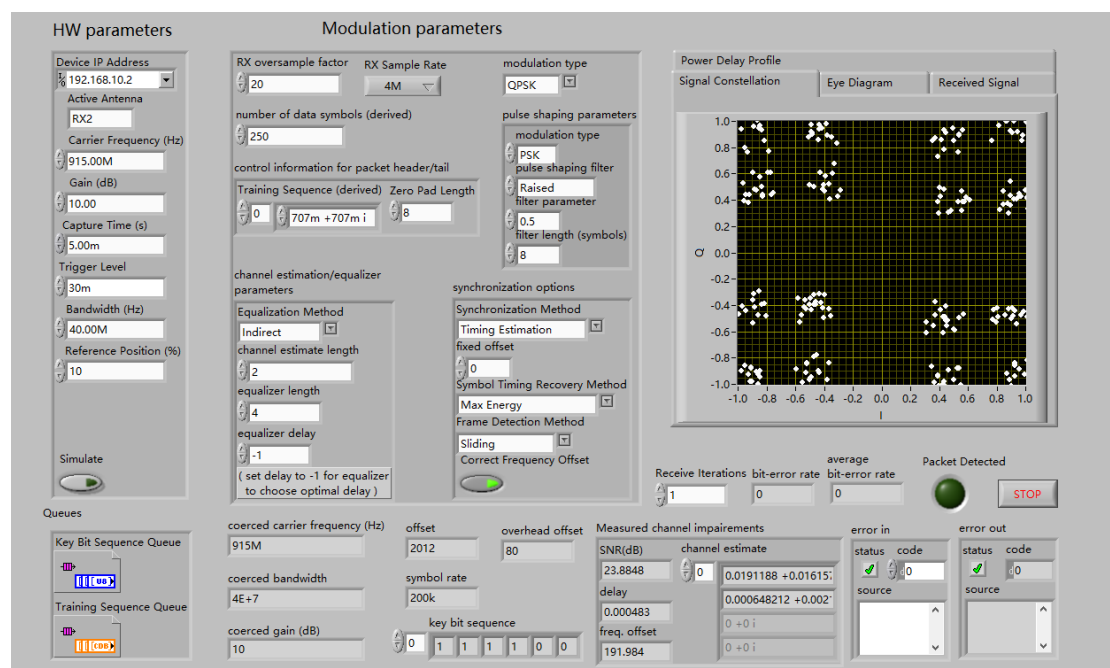 HW parameters
Modulation parameters
Device IP Address
192.168.10.2
Active Antenna
RX2
Carrier Frequency (Hz)
915.00M
Gain (dB)
10.00
Capture Time (s)
5.00m
Trigger Level
30m
Bandwidth (Hz)
40.00M
Reference Position (%)
10
Simulate
RX oversample factor
20
RX Sample Rate
4M
modulation type
QPSK
number of data symbols (derived)
250
control information for packet header/tail
Training Sequence (derived)
0
707m +707m i
Zero Pad Length
8
pulse shaping parameters
modulation type
PSK
pulse shaping filter
Raised
filter parameter
0.5
filter length (symbols)
8
channel estimation/equalizer
parameters
Equalization Method
Indirect
channel estimate length
2
equalizer length
4
equalizer delay
-1
( set delay to -1 for equalizer
to choose optimal delay )
synchronization options
Synchronization Method
Timing Estimation
fixed offset
0
Symbol Timing Recovery Method
Max Energy
Frame Detection Method
Sliding
Correct Frequency Offset
Power Delay Profile
Signal Constellation
Eye Diagram
Received Signal
1.0
0.8
0.6
0.4
0.2
0.0
-0.2
-0.4
-0.6
-0.8
-1.0
Q
-1.0 -0.8 -0.6 -0.4 -0.2 0.0 0.2 0.4 0.6 0.8 1.0
I
Receive Iterations
1
bit-error rate
0
average
bit-error rate
0
Packet Detected
STOP
Queues
Key Bit Sequence Queue
[U8]
Training Sequence Queue
[CDB]
coerced carrier frequency (Hz)
915M
coerced bandwidth
4E+7
coerced gain (dB)
10
offset
2012
overhead offset
80
symbol rate
200k
key bit sequence
0 1 1 1 1 0 0
Measured channel impairements
SNR(dB)
23.8848
delay
0.000483
freq. offset
191.984
channel estimate
0
0.0191188 +0.01615
0.000648212 +0.002
0 +0 i
0 +0 i
error in
status code
0
source
error out
status code
0
source